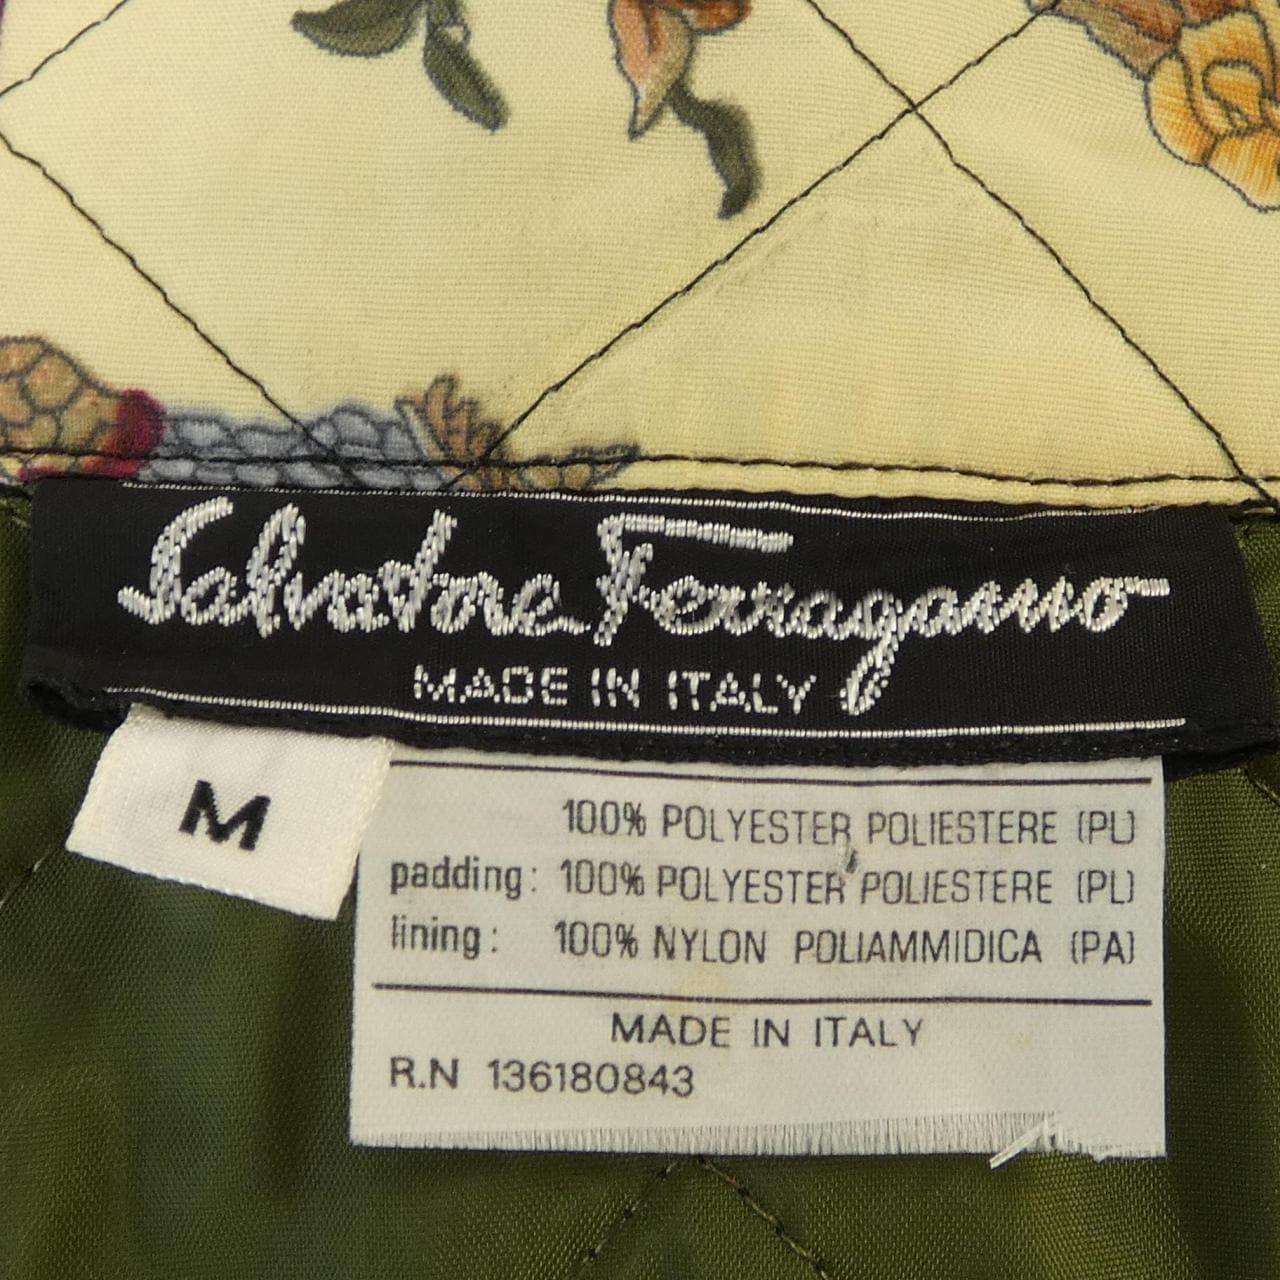 Salvatore Ferragamo
MADE IN ITALY
M
100% POLYESTER POLIESTERE (PL)
padding: 100% POLYESTER POLIESTERE (PL)
lining: 100% NYLON POLIAMMIDICA (PA)
MADE IN ITALY
R.N 136180843